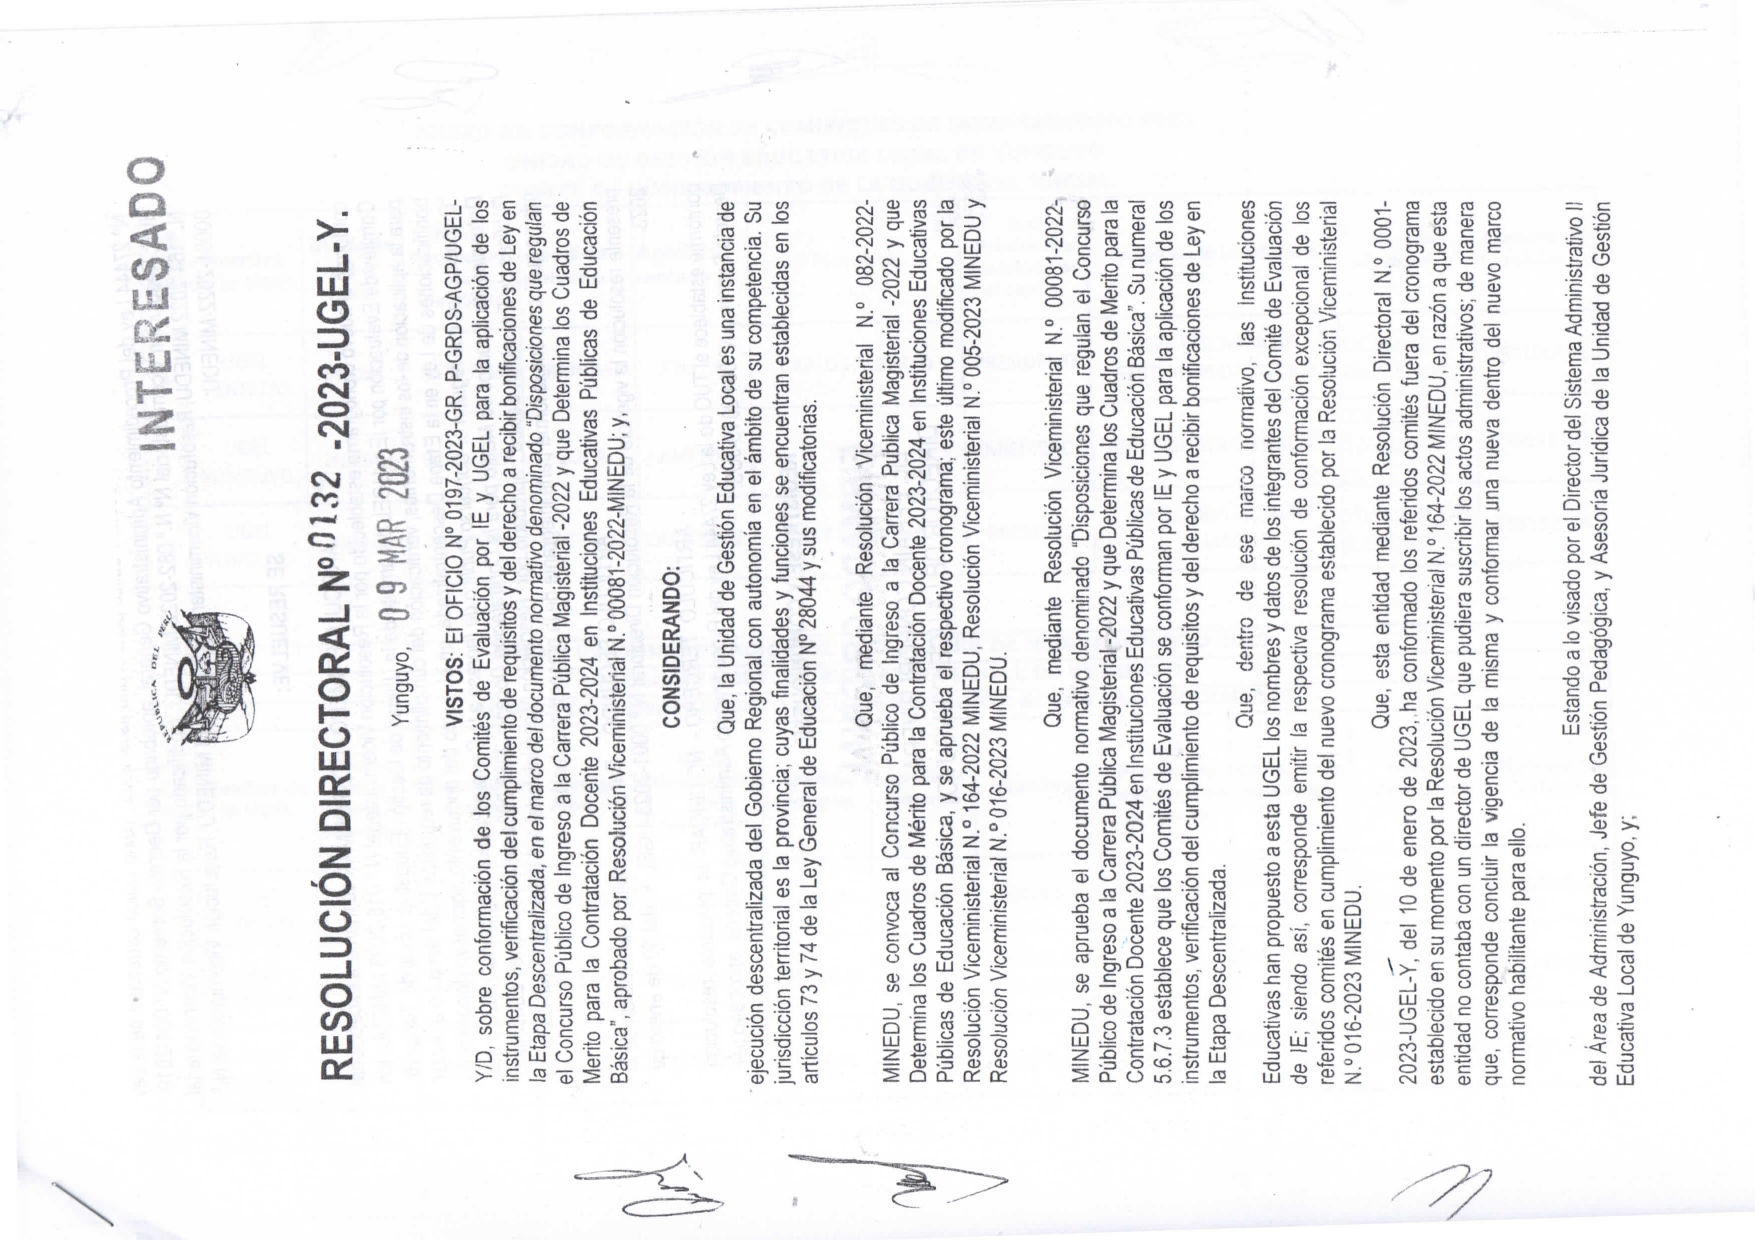 INTERESADO
REPUBLICA DEL PERÚ
RESOLUCIÓN DIRECTORAL Nº 0132 -2023-UGEL-Y.
Yunguyo, 09 MAR 2023
VISTOS: El OFICIO N° 0197-2023-GR. P-GRDS-AGP/UGEL-
Y/D, sobre conformación de los Comités de Evaluación por IE y UGEL para la aplicación de los
instrumentos, verificación del cumplimiento de requisitos y del derecho a recibir bonificaciones de Ley en
la Etapa Descentralizada, en el marco del documento normativo denominado "Disposiciones que regulan
el Concurso Público de Ingreso a la Carrera Pública Magisterial -2022 y que Determina los Cuadros de
Merito para la Contratación Docente 2023-2024 en Instituciones Educativas Públicas de Educación
Básica", aprobado por Resolución Viceministerial N.º 00081-2022-MINEDU; y,
CONSIDERANDO:
Que, la Unidad de Gestión Educativa Local es una instancia de
ejecución descentralizada del Gobierno Regional con autonomía en el ámbito de su competencia. Su
jurisdicción territorial es la provincia; cuyas finalidades y funciones se encuentran establecidas en los
artículos 73 y 74 de la Ley General de Educación Nº 28044 y sus modificatorias.
Que, mediante Resolución Viceministerial N.º 082-2022-
MINEDU, se convoca al Concurso Público de Ingreso a la Carrera Pública Magisterial -2022 y que
Determina los Cuadros de Mérito para la Contratación Docente 2023-2024 en Instituciones Educativas
Públicas de Educación Básica, y se aprueba el respectivo cronograma; este último modificado por la
Resolución Viceministerial N.º 164-2022 MINEDU, Resolución Viceministerial N.º 005-2023 MINEDU y
Resolución Viceministerial N.º 016-2023 MINEDU.
Que, mediante Resolución Viceministerial N.º 00081-2022-
MINEDU, se aprueba el documento normativo denominado "Disposiciones que regulan el Concurso
Público de Ingreso a la Carrera Pública Magisterial -2022 y que Determina los Cuadros de Merito para la
Contratación Docente 2023-2024 en Instituciones Educativas Públicas de Educación Básica". Su numeral
5.6.7.3 establece que los Comités de Evaluación se conforman por IE y UGEL para la aplicación de los
instrumentos, verificación del cumplimiento de requisitos y del derecho a recibir bonificaciones de Ley en
la Etapa Descentralizada.
Que, dentro de ese marco normativo, las Instituciones
Educativas han propuesto a esta UGEL los nombres y datos de los integrantes del Comité de Evaluación
de IE; siendo así, corresponde emitir la respectiva resolución de conformación excepcional de los
referidos comités en cumplimiento del nuevo cronograma establecido por la Resolución Viceministerial
N.º 016-2023 MINEDU.
Que, esta entidad mediante Resolución Directoral N.º 0001-
2023-UGEL-Y, del 10 de enero de 2023, ha conformado los referidos comités fuera del cronograma
establecido en su momento por la Resolución Viceministerial N.º 164-2022 MINEDU, en razón a que esta
entidad no contaba con un director de UGEL que pudiera suscribir los actos administrativos; de manera
que, corresponde concluir la vigencia de la misma y conformar una nueva dentro del nuevo marco
normativo habilitante para ello.
Estando a lo visado por el Director del Sistema Administrativo II
del Área de Administración, Jefe de Gestión Pedagógica, y Asesoría Jurídica de la Unidad de Gestión
Educativa Local de Yunguyo, y;